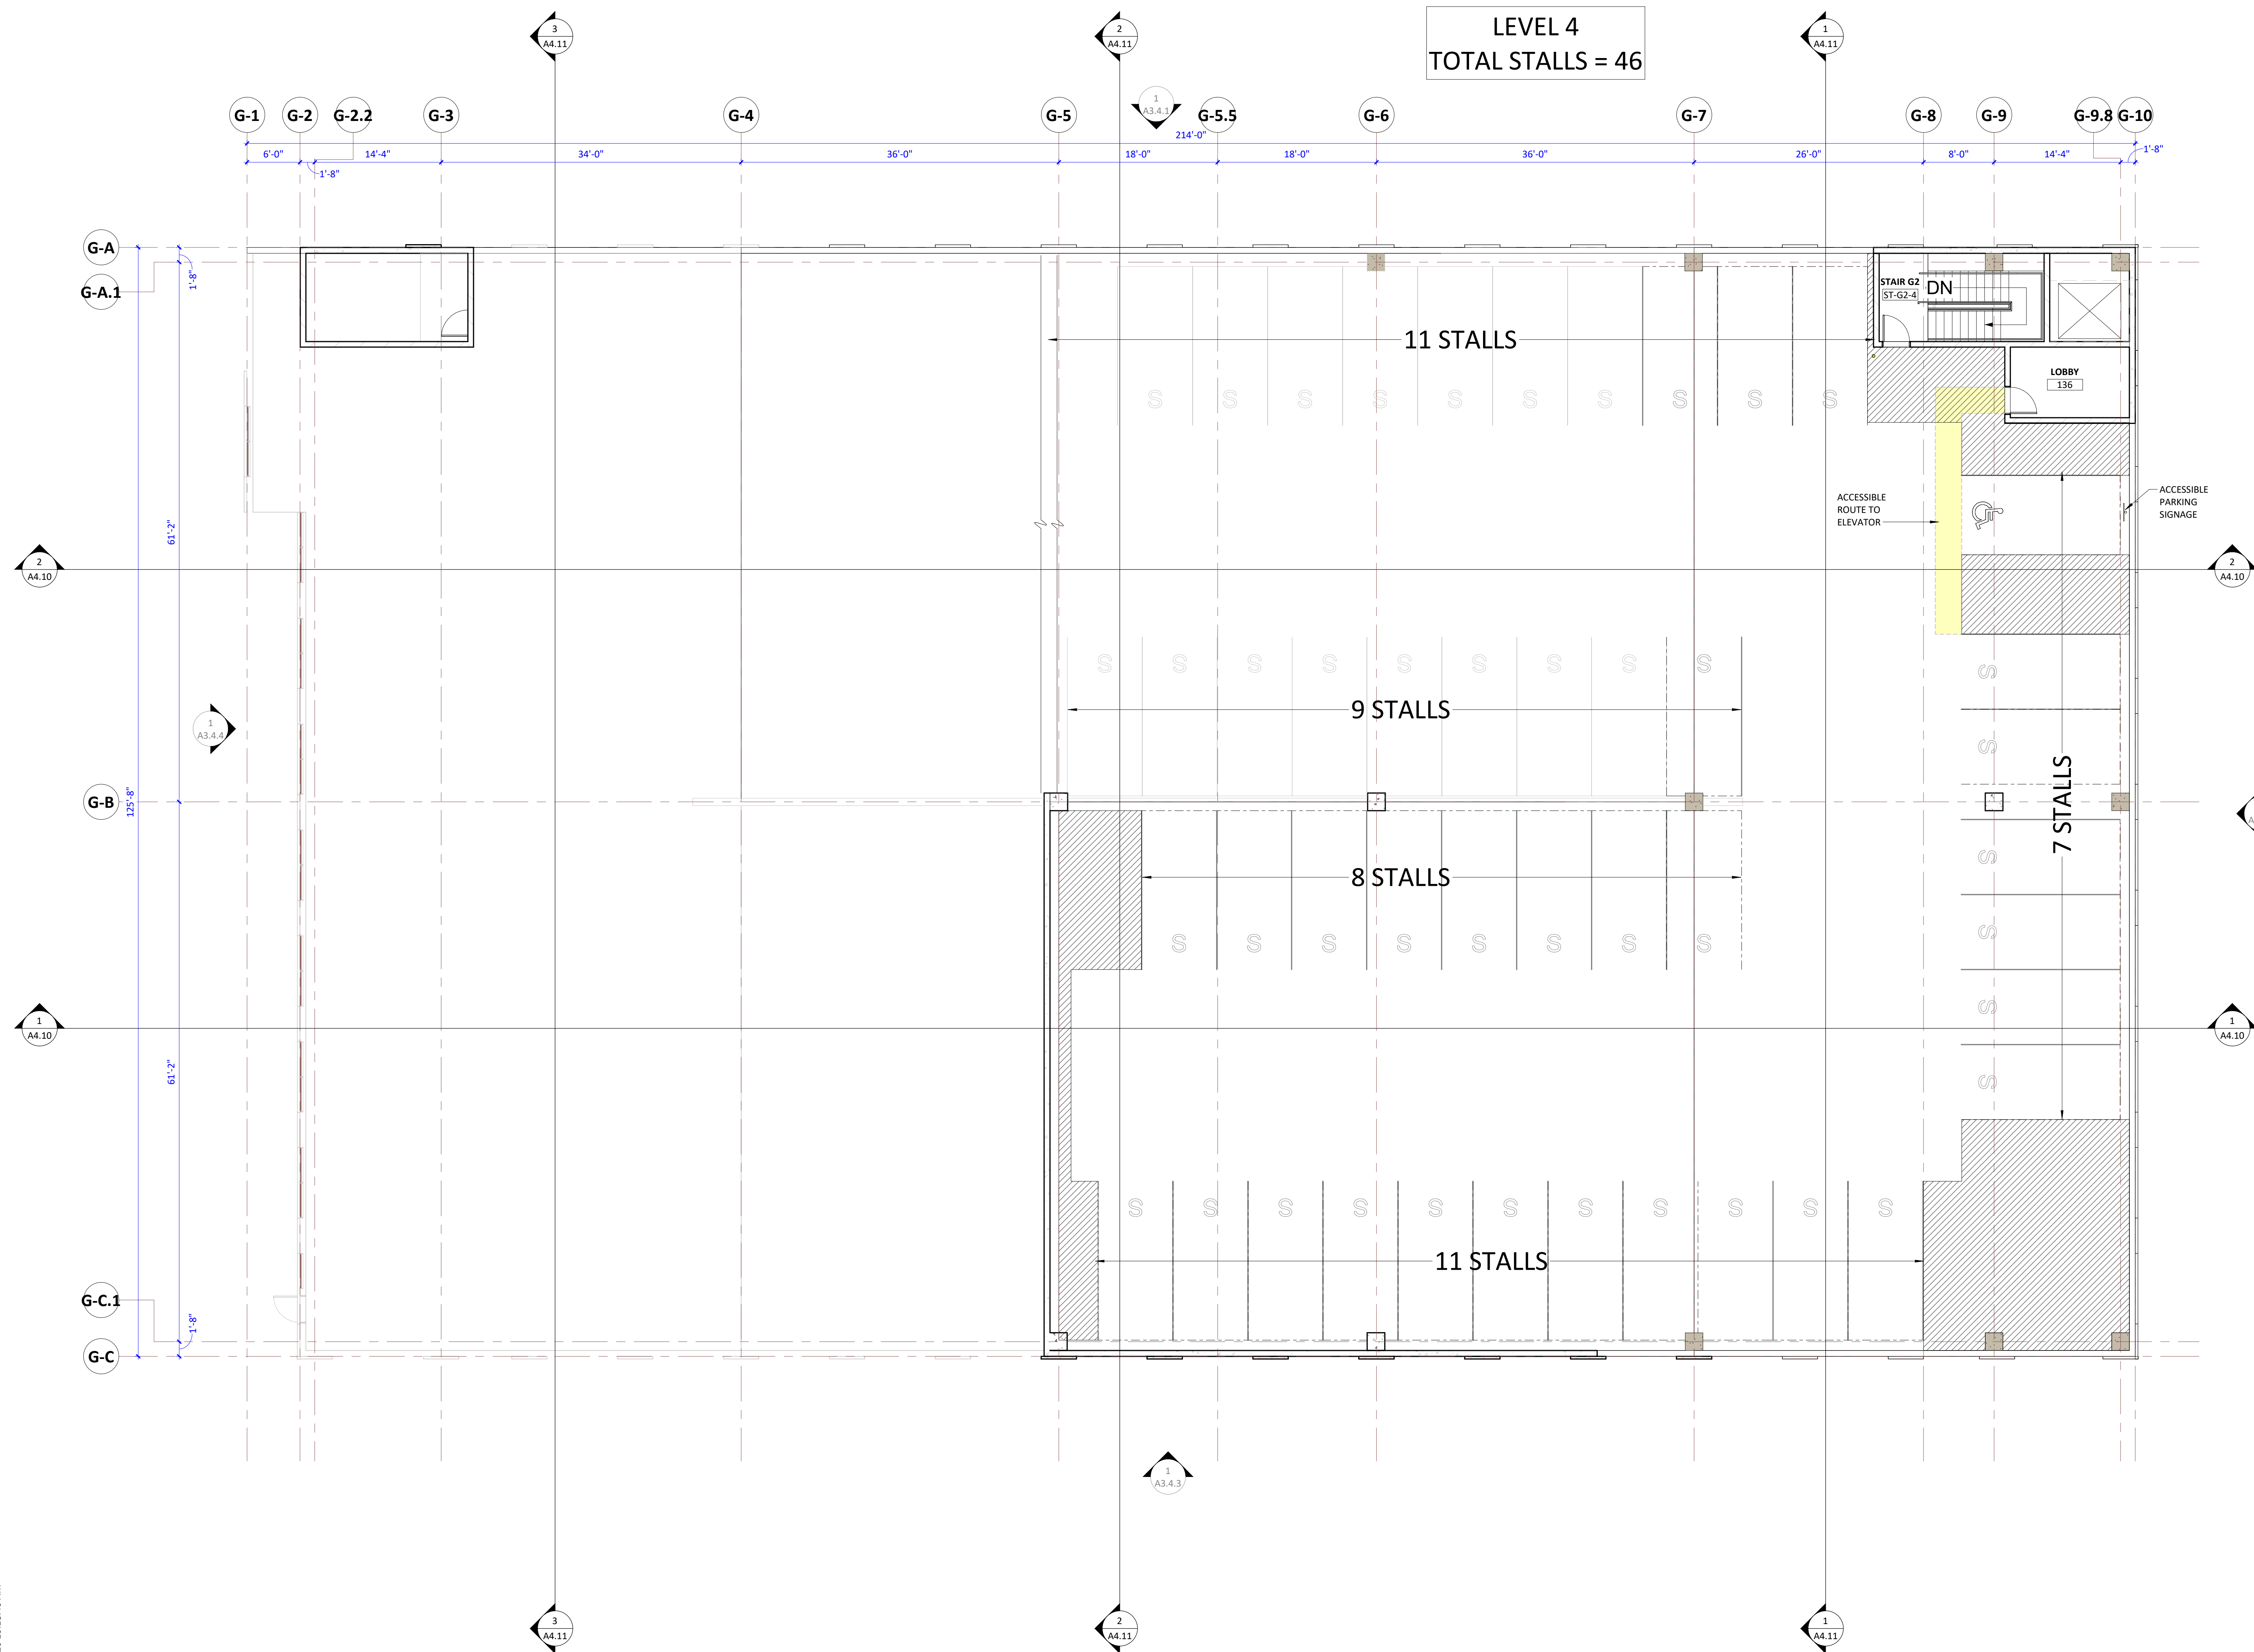 LEVEL 4
TOTAL STALLS = 46
3
A4.11
2
A4.11
1
A4.11
1
A3.4.1
G-1
G-2
G-2.2
G-3
G-4
G-5
G-5.5
G-6
G-7
G-8
G-9
G-9.8
G-10
214'-0"
6'-0"
1'-8"
14'-4"
34'-0"
36'-0"
18'-0"
18'-0"
36'-0"
26'-0"
8'-0"
14'-4"
1'-8"
G-A
G-A.1
1'-8"
STAIR G2
ST-G2-4
DN
11 STALLS
LOBBY
136
S S S S S S S S S S
ACCESSIBLE
ROUTE TO
ELEVATOR
ACCESSIBLE
PARKING
SIGNAGE
61'-2"
2
A4.10
2
A4.10
S S S S S S S S S
S
9 STALLS
1
A3.4.4
S
G-B
125'-8"
7 STALLS
8 STALLS
S
S S S S S S S S
S
1
A4.10
1
A4.10
S
61'-2"
S
S S S S S S S S S S S
11 STALLS
G-C.1
1'-8"
G-C
1
A3.4.3
3
A4.11
2
A4.11
1
A4.11